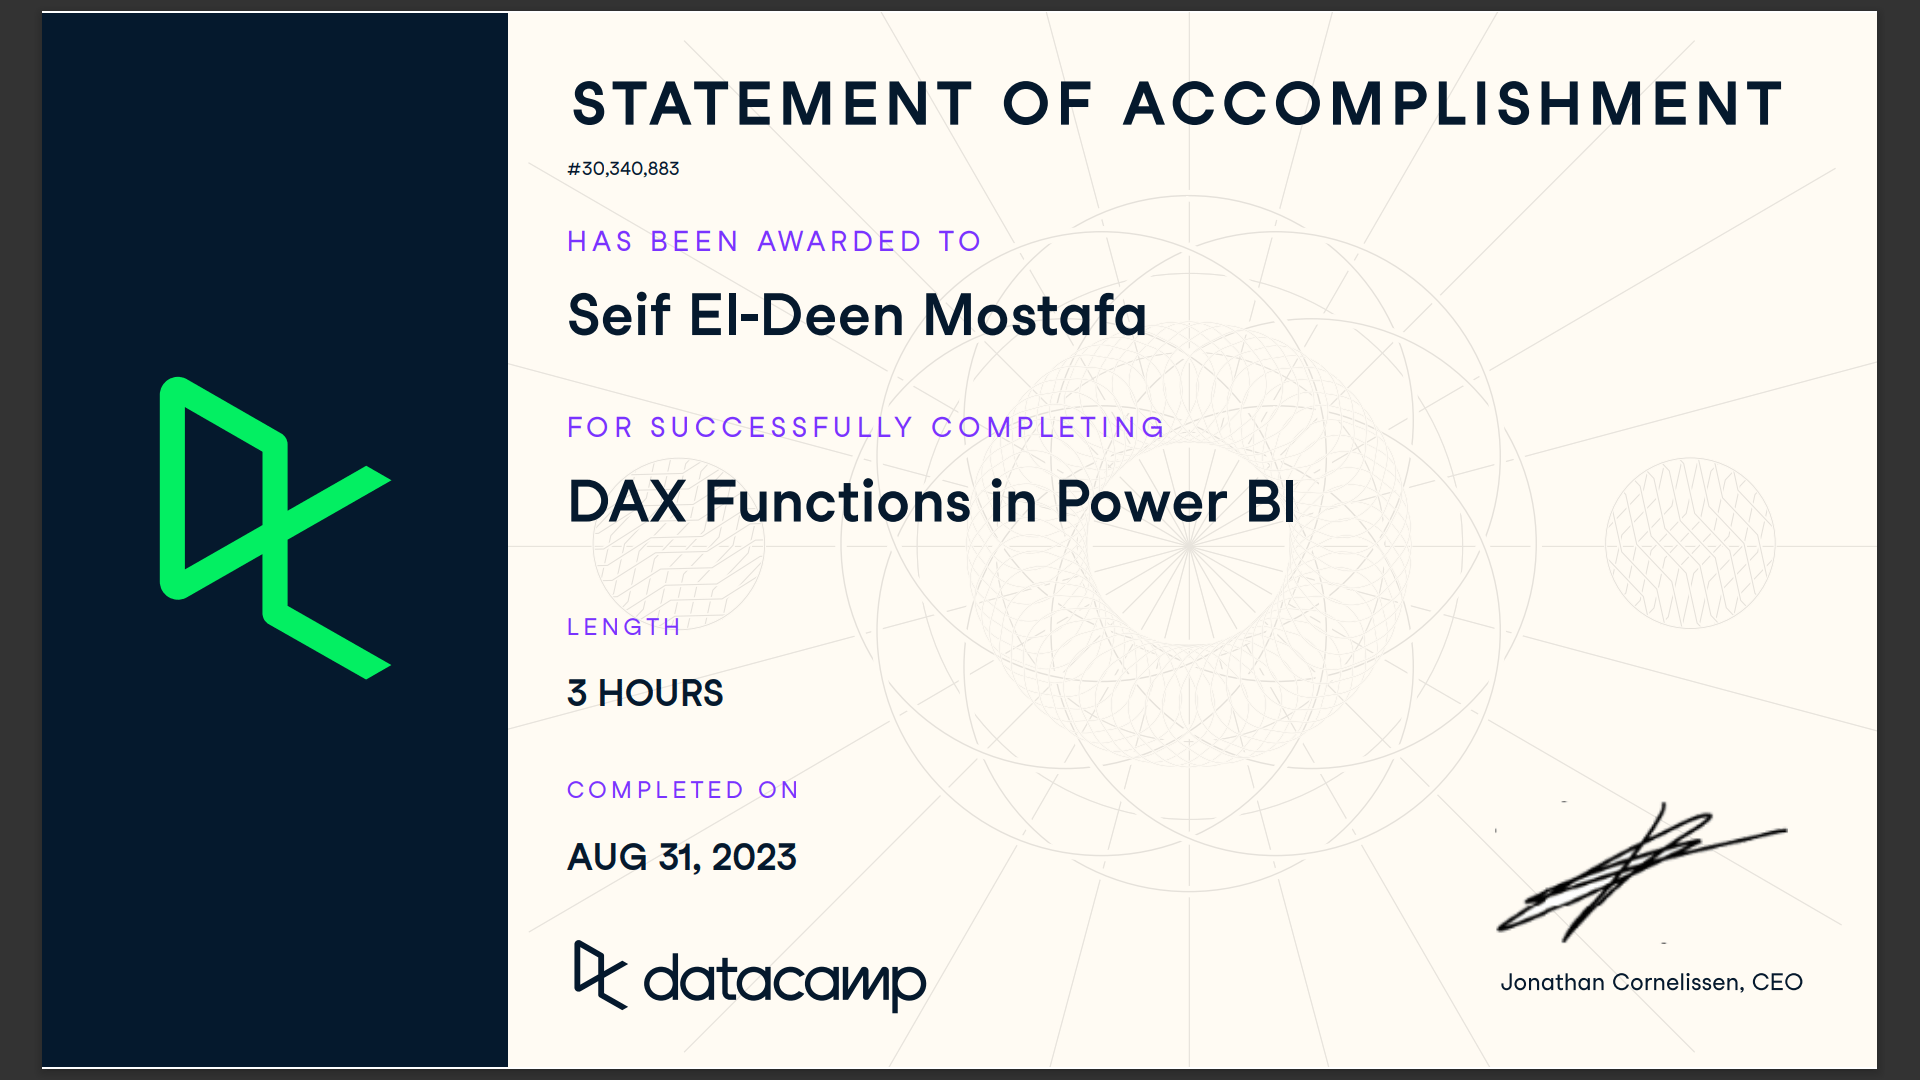 STATEMENT OF ACCOMPLISHMENT
#30,340,883
HAS BEEN AWARDED TO
Seif El-Deen Mostafa
FOR SUCCESSFULLY COMPLETING
DAX Functions in Power BI
LENGTH
3 HOURS
COMPLETED ON
AUG 31, 2023
datacamp
Jonathan Cornelissen, CEO